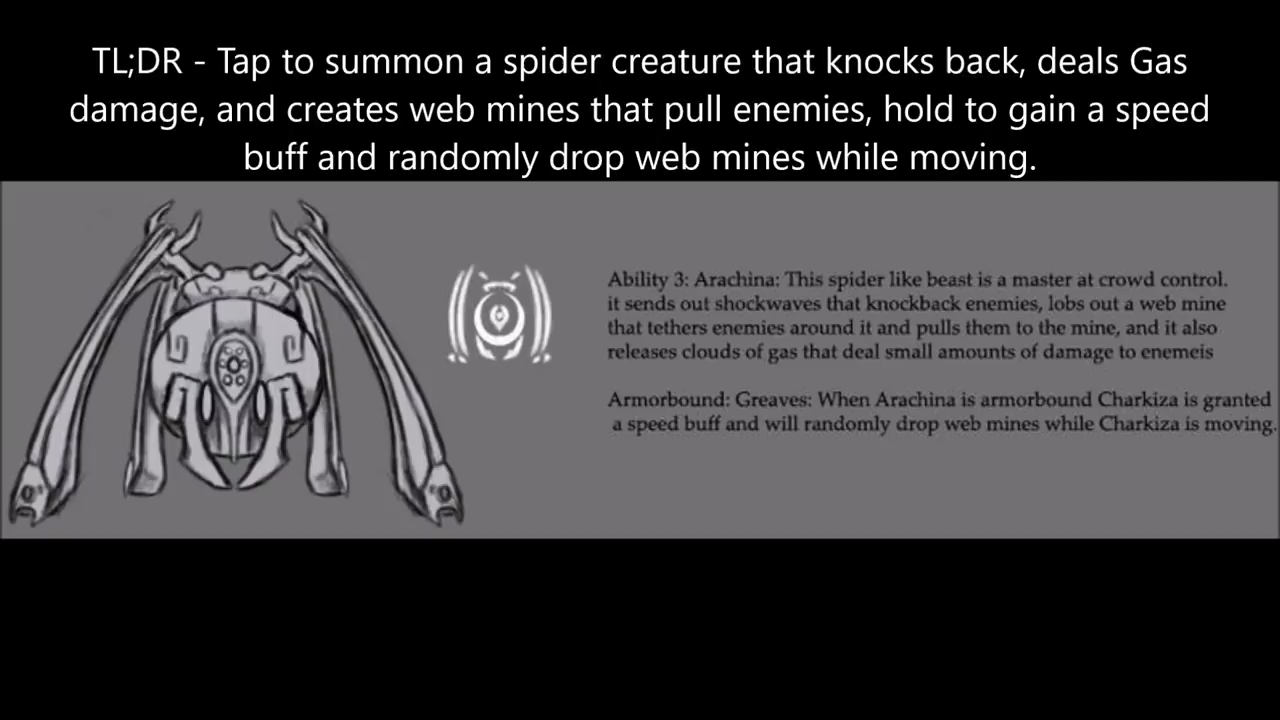 TL;DR - Tap to summon a spider creature that knocks back, deals Gas
damage, and creates web mines that pull enemies, hold to gain a speed
buff and randomly drop web mines while moving.
Ability 3: Arachina: This spider like beast is a master at crowd control.
it sends out shockwaves that knockback enemies, lobs out a web mine
that tethers enemies around it and pulls them to the mine, and it also
releases clouds of gas that deal small amounts of damage to enemeis
Armorbound: Greaves: When Arachina is armorbound Charkiza is granted
a speed buff and will randomly drop web mines while Charkiza is moving.